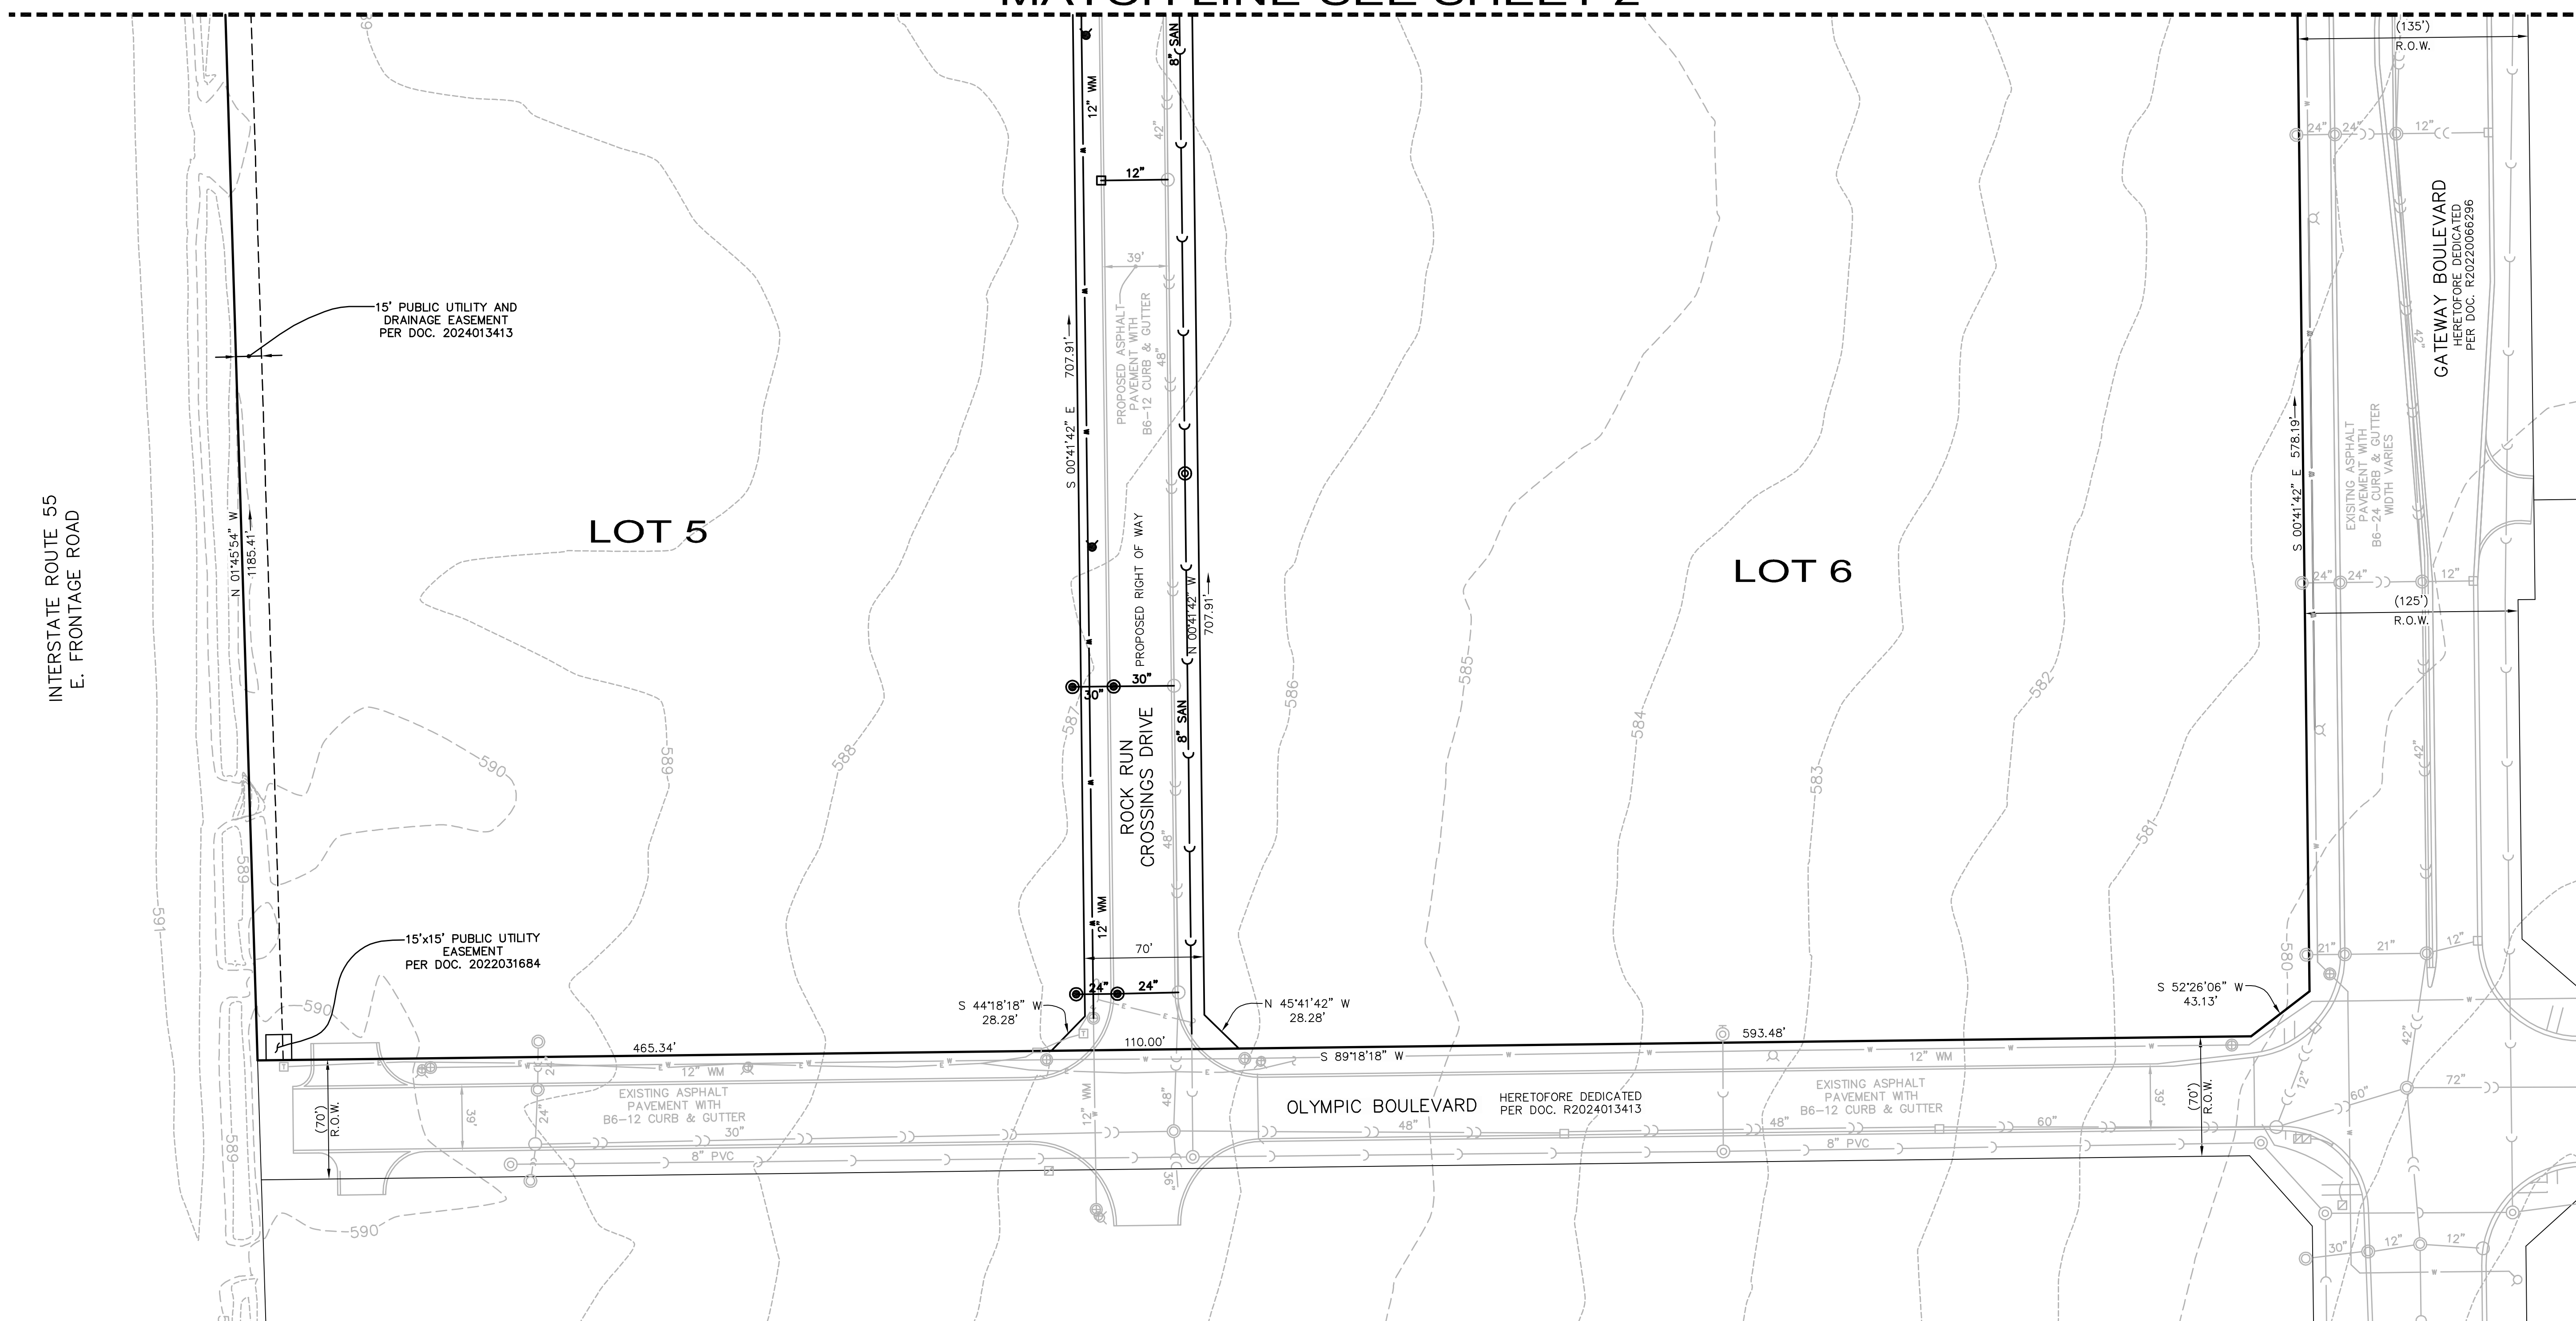 MATCH LINE SEE SHEET 2
(135')
R.O.W.
8" SAN
12" WM
42"
12"
24"
24"
12"
39'
PROPOSED ASPHALT
PAVEMENT WITH
B6-12 CURB & GUTTER
48"
GATEWAY BOULEVARD
HERETOFORE DEDICATED
PER DOC. R2022066296
15' PUBLIC UTILITY AND
DRAINAGE EASEMENT
PER DOC. 2024013413
S 00°41'42" E 707.91'
42"
EXISITNG ASPHALT
PAVEMENT WITH
B6-24 CURB & GUTTER
WIDTH VARIES
S 00°41'42" E 578.19'
INTERSTATE ROUTE 55
E. FRONTAGE ROAD
N 01°45'54" W
1185.41'
LOT 5
LOT 6
PROPOSED RIGHT OF WAY
N 00°41'42" W
707.91'
24"
24"
12"
(125')
R.O.W.
30"
30"
8" SAN
ROCK RUN
CROSSINGS DRIVE
48"
590
589
588
587
586
585
584
583
582
581
580
42"
589
591
12" WM
70'
24"
24"
15'x15' PUBLIC UTILITY
EASEMENT
PER DOC. 2022031684
590
S 44°18'18" W
28.28'
N 45°41'42" W
28.28'
21"
21"
12"
S 52°26'06" W
43.13'
465.34'
110.00'
S 89°18'18" W
593.48'
12" WM
12" WM
24"
24"
EXISTING ASPHALT
PAVEMENT WITH
B6-12 CURB & GUTTER
39'
(70')
R.O.W.
30"
8" PVC
12" WM
48"
36"
OLYMPIC BOULEVARD
HERETOFORE DEDICATED
PER DOC. R2024013413
48"
EXISTING ASPHALT
PAVEMENT WITH
B6-12 CURB & GUTTER
48"
8" PVC
60"
39'
(70')
R.O.W.
12"
60"
42"
72"
589
590
30"
12"
12"